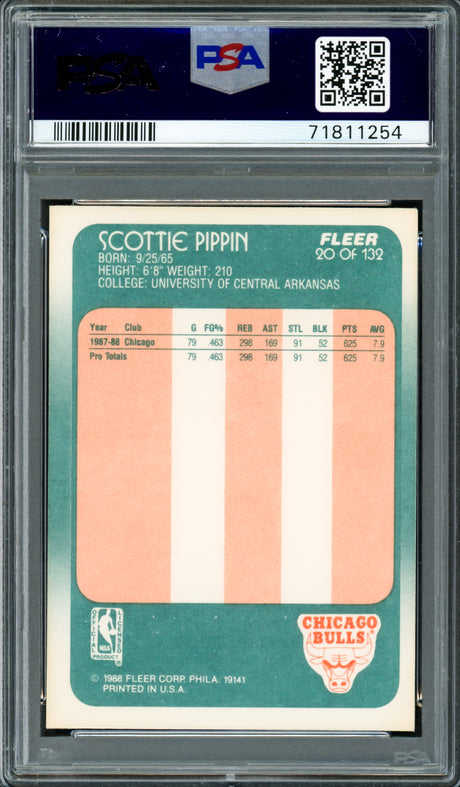 PSA
PSA
71811254
SCOTTIE PIPPIN
BORN: 9/25/65
HEIGHT: 6'8" WEIGHT: 210
COLLEGE: UNIVERSITY OF CENTRAL ARKANSAS
FLEER
20 OF 132
Year Club G FG% REB AST STL BLK PTS AVG
1987-88 Chicago 79 .463 298 169 91 52 625 7.9
Pro Totals 79 .463 298 169 91 52 625 7.9
OFFICIAL LICENSED
NBA
PRODUCT
CHICAGO
BULLS
© 1988 FLEER CORP. PHILA. 19141
PRINTED IN U.S.A.
PSA